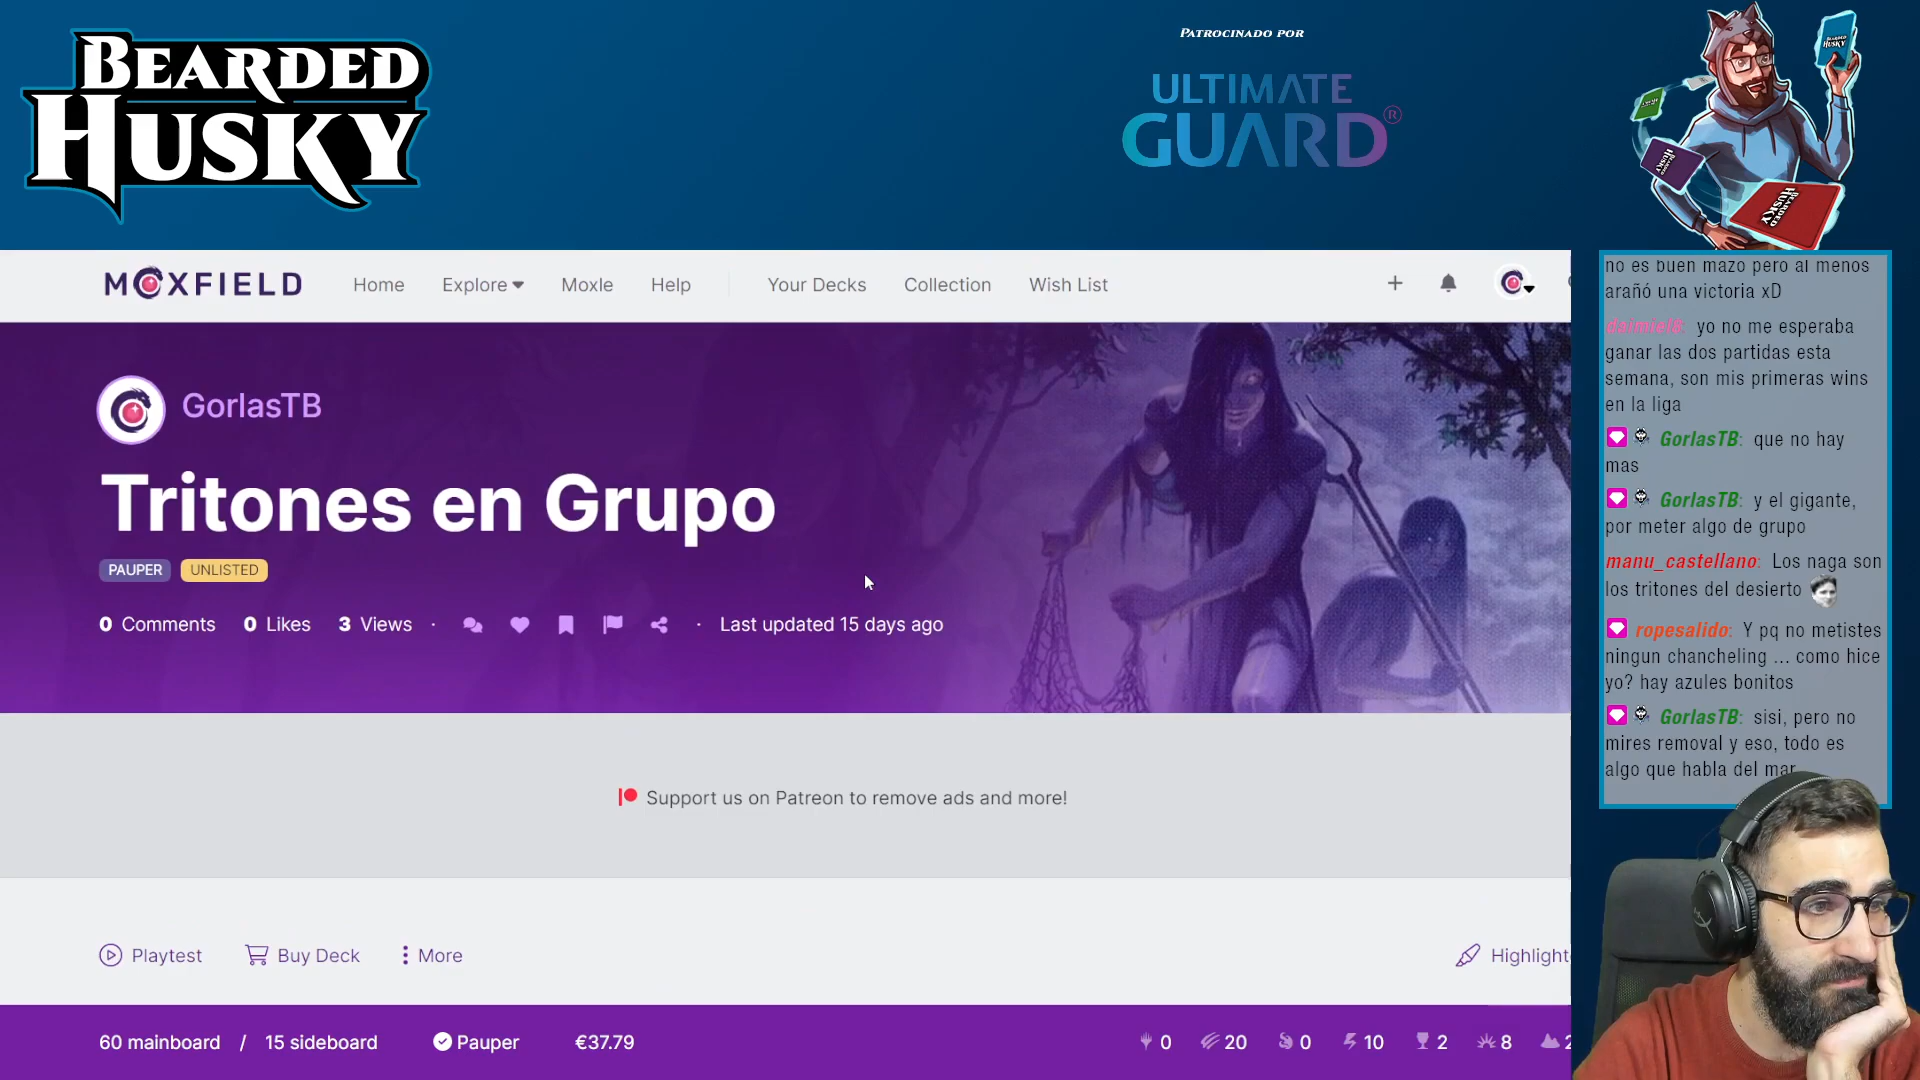 BEARDED
HUSKY
PATROCINADO POR
ULTIMATE
GUARD®
MOXFIELD
Home
Explore
Moxle
Help
Your Decks
Collection
Wish List
GorlasTB
Tritones en Grupo
PAUPER
UNLISTED
0 Comments
0 Likes
3 Views
·
·
Last updated 15 days ago
Support us on Patreon to remove ads and more!
Playtest
Buy Deck
More
Highlight
60 mainboard / 15 sideboard
Pauper
€37.79
0
20
0
10
2
8
2
BEARDED
HUSKY
HUSKY
BEARDED
HUSKY
no es buen mazo pero al menos
arañó una victoria xD
daimiel6: yo no me esperaba
ganar las dos partidas esta
semana, son mis primeras wins
en la liga
GorlasTB: que no hay
mas
GorlasTB: y el gigante,
por meter algo de grupo
manu_castellano: Los naga son
los tritones del desierto
ropesalido: Y pq no metistes
ningun chancheling ... como hice
yo? hay azules bonitos
GorlasTB: sisi, pero no
mires removal y eso, todo es
algo que habla del mar